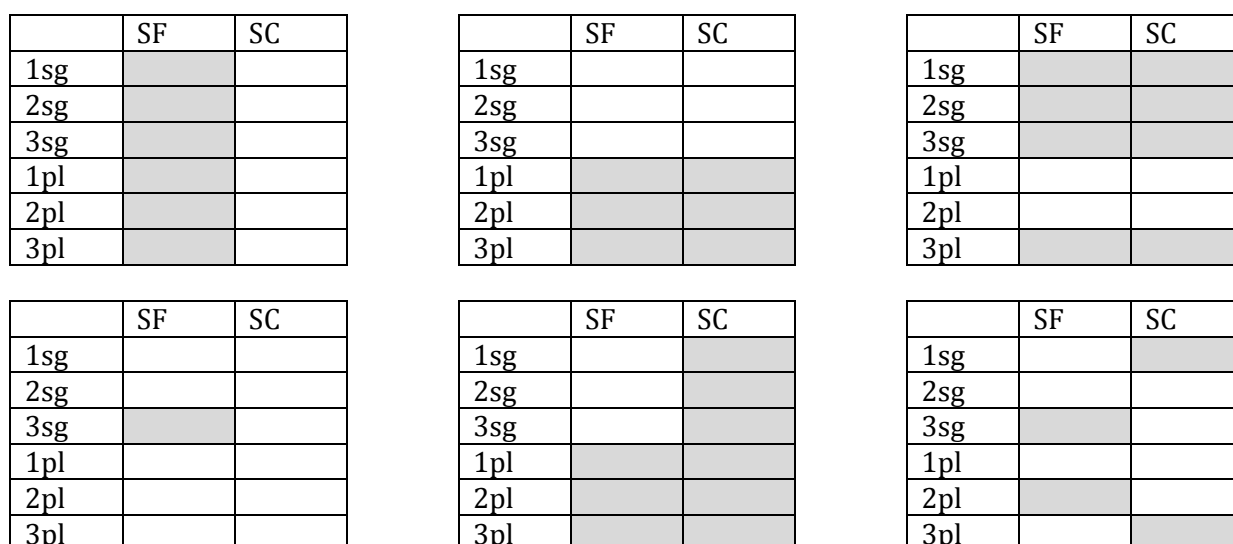 SF SC SF SC SF SC
1sg 1sg 1sg
2sg 2sg 2sg
3sg 3sg 3sg
1pl 1pl 1pl
2pl 2pl 2pl
3pl 3pl 3pl
SF SC SF SC SF SC
1sg 1sg 1sg
2sg 2sg 2sg
3sg 3sg 3sg
1pl 1pl 1pl
2pl 2pl 2pl
3pl 3pl 3pl